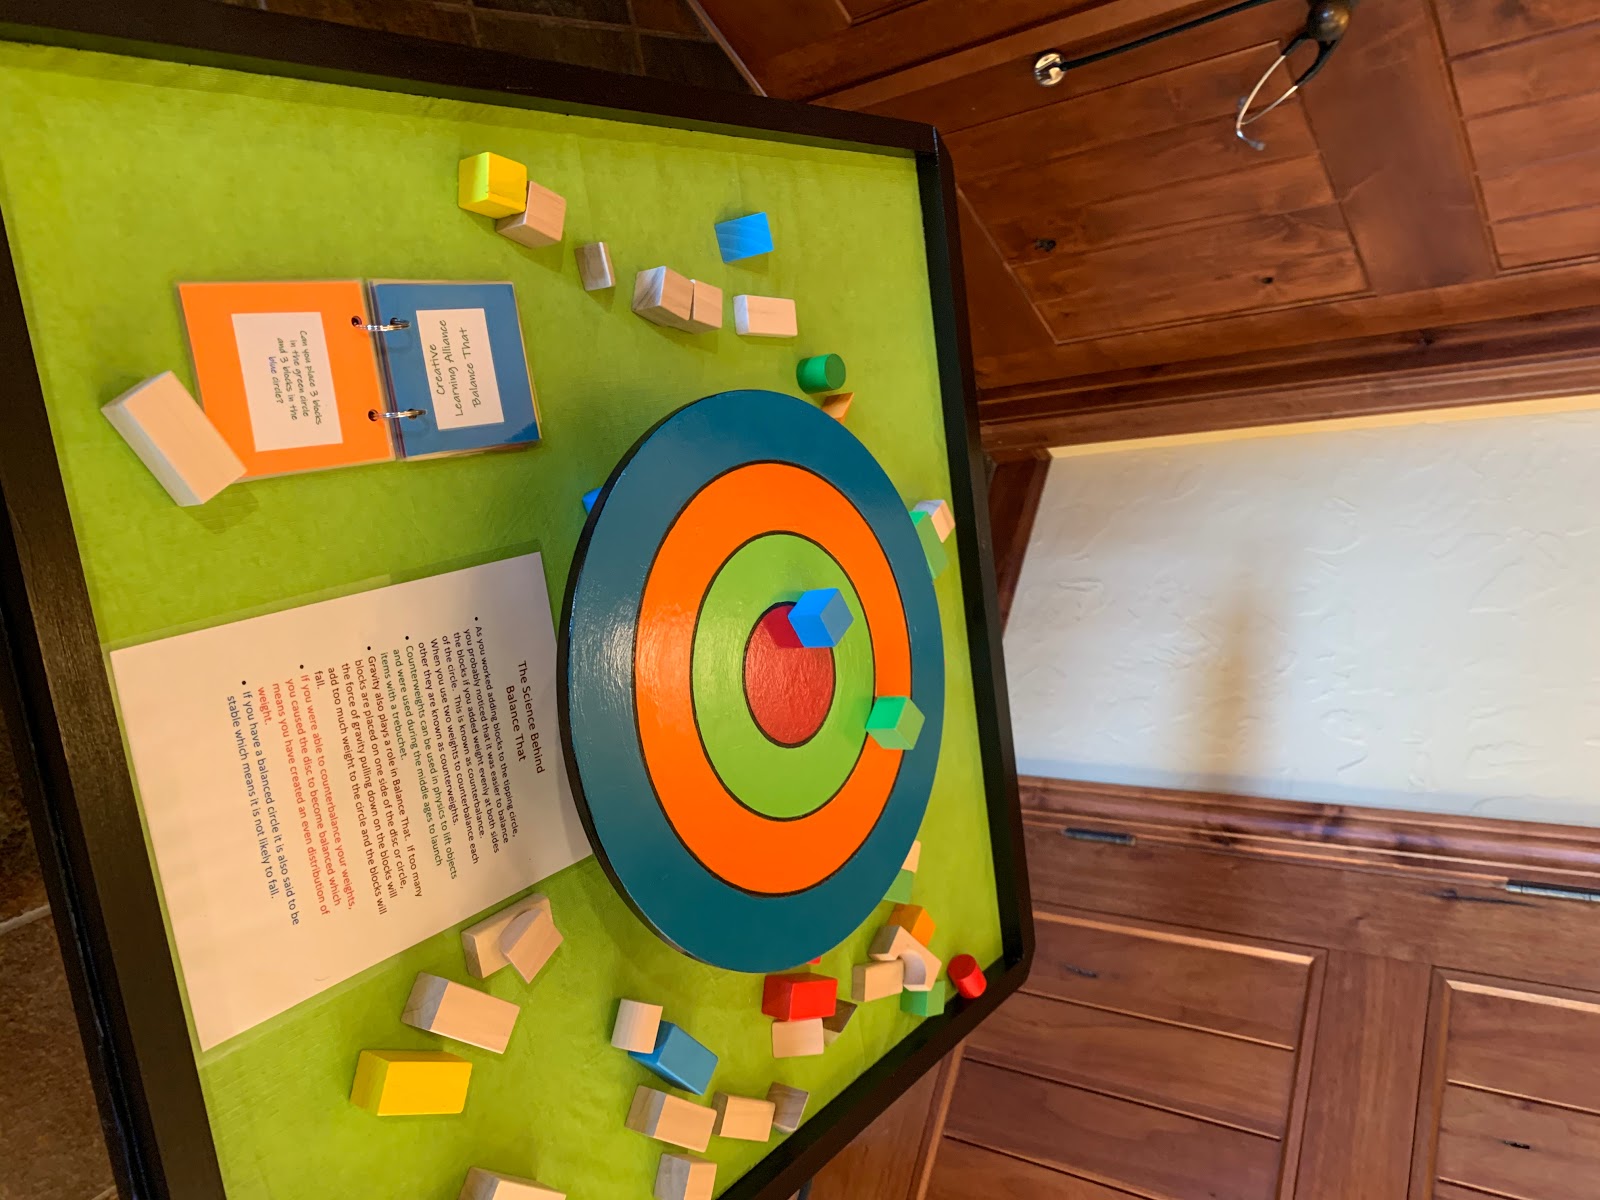 Creative
Learning Alliance
Balance That
Can you place 3 blocks
in the green circle
and 3 blocks in the
blue circle?
The Science Behind
Balance That
• As you worked adding blocks to the tipping circle,
you probably noticed that it was easier to balance
the blocks if you added weight evenly at both sides
of the circle. This is known as counterbalance.
When you use two weights to counterbalance each
other they are known as counterweights.
• Counterweights can be used in physics to lift objects
and were used during the middle ages to launch
items with a trebuchet.
• Gravity also plays a role in Balance That. If too many
blocks are placed on one side of the disc or circle,
the force of gravity pulling down on the blocks will
add too much weight to the circle and the blocks will
fall.
• If you were able to counterbalance your weights,
you caused the disc to become balanced which
means you have created an even distribution of
weight.
• If you have a balanced circle it is also said to be
stable which means it is not likely to fall.